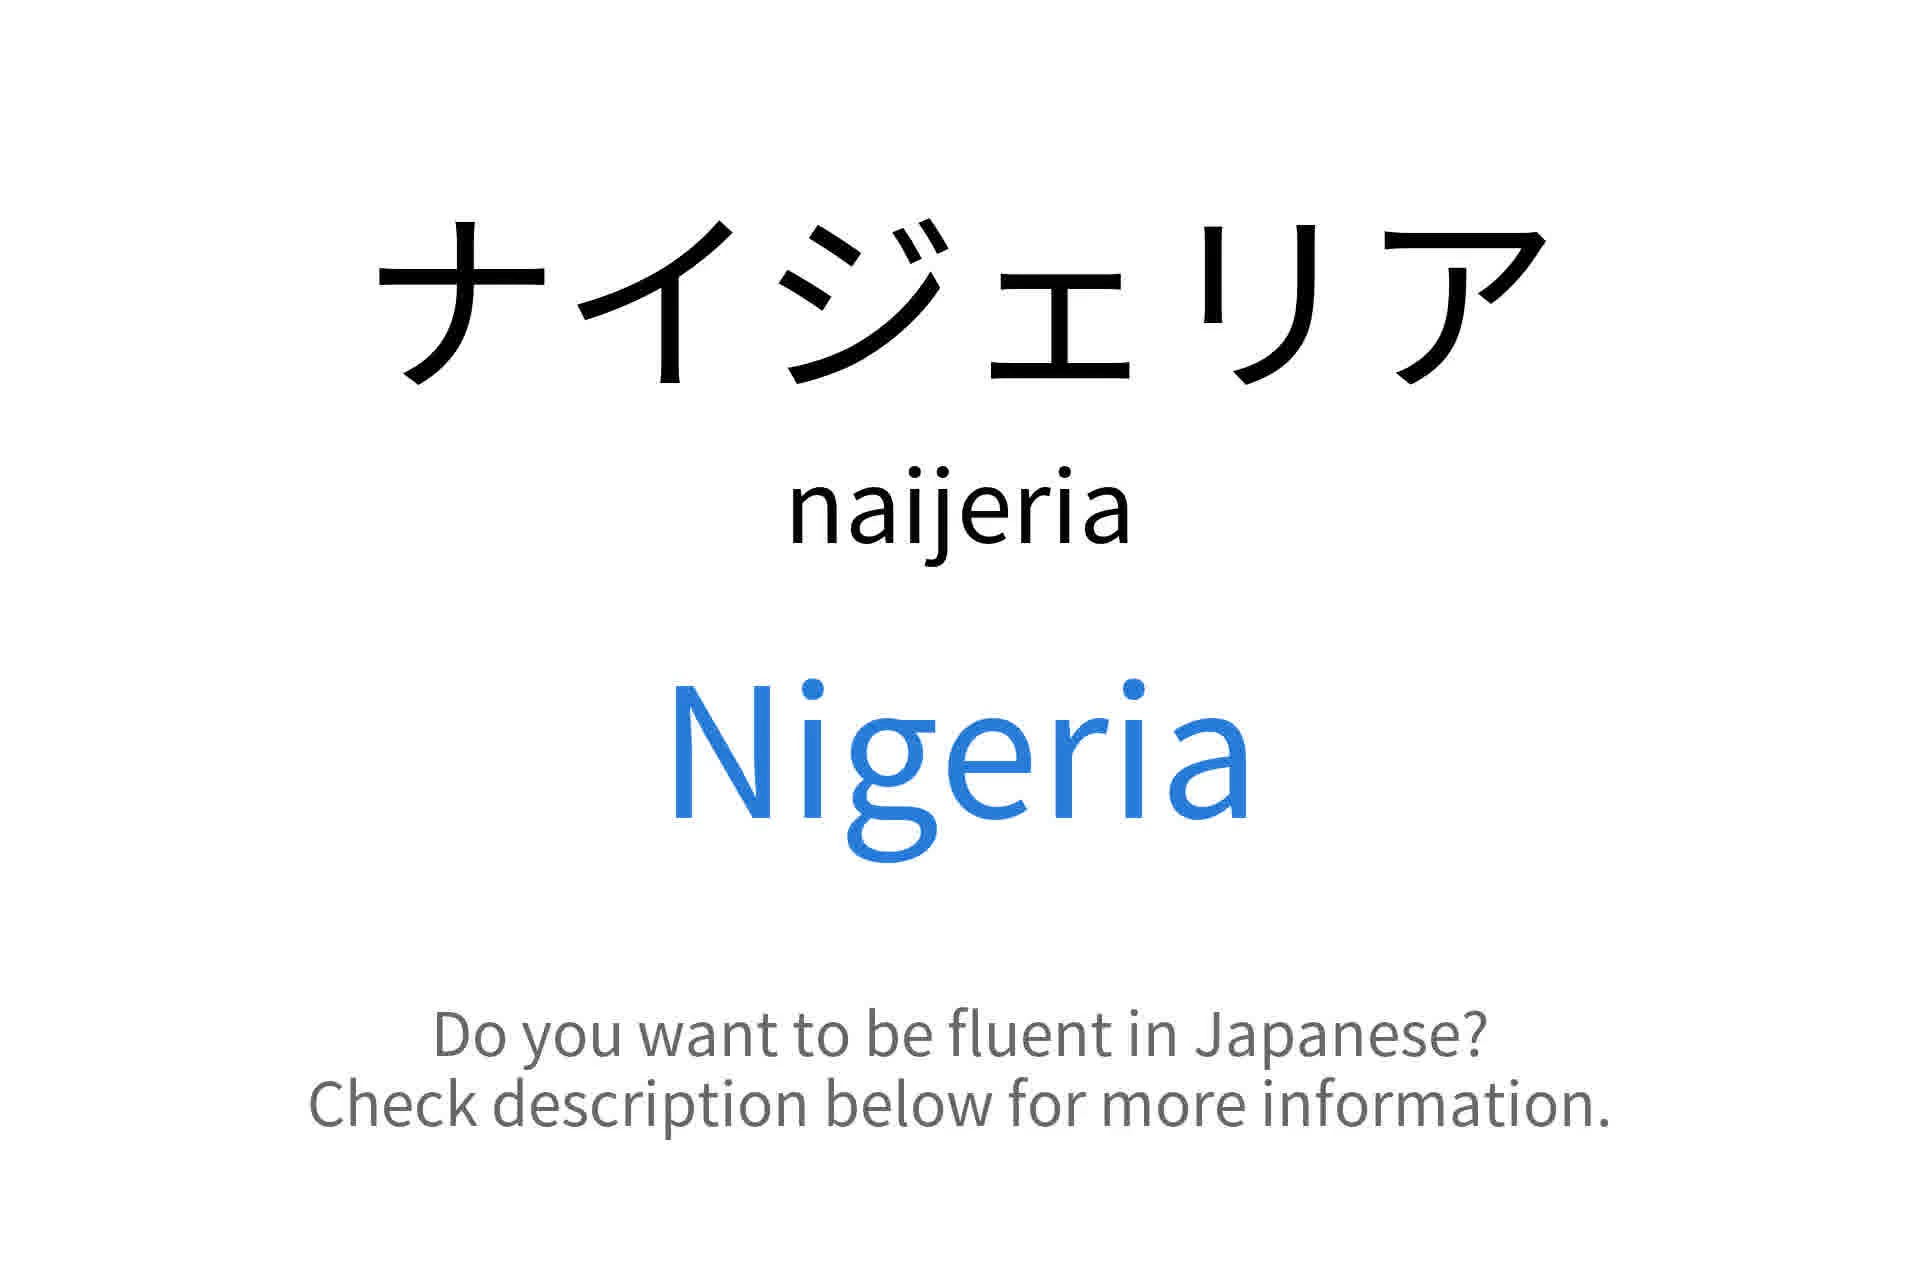 ナイジェリア
naijeria
Nigeria
Do you want to be fluent in Japanese?
Check description below for more information.